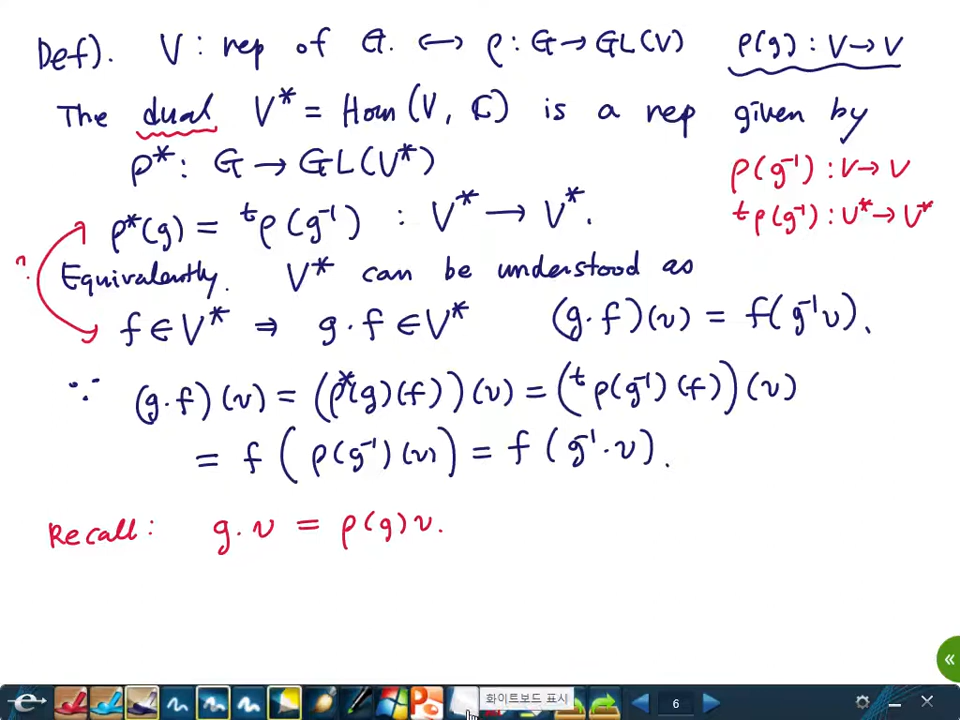 Def). V : rep of G. ⟷ ρ : G → GL(V) ρ(g) : V → V
The dual V* = Hom(V, ℂ) is a rep given by
ρ* : G → GL(V*)
ρ(g⁻¹) : V → V
ρ*(g) = ᵗρ(g⁻¹) : V* → V*.
ᵗρ(g⁻¹) : V* → V*
?
Equivalently. V* can be understood as
f ∈ V* ⇒ g·f ∈ V* (g·f)(v) = f(g⁻¹v).
∵ (g·f)(v) = (ρ*(g)(f))(v) = (ᵗρ(g⁻¹)(f))(v)
= f(ρ(g⁻¹)(v)) = f(g⁻¹·v).
Recall: g·v = ρ(g)v.
화이트보드 표시
6